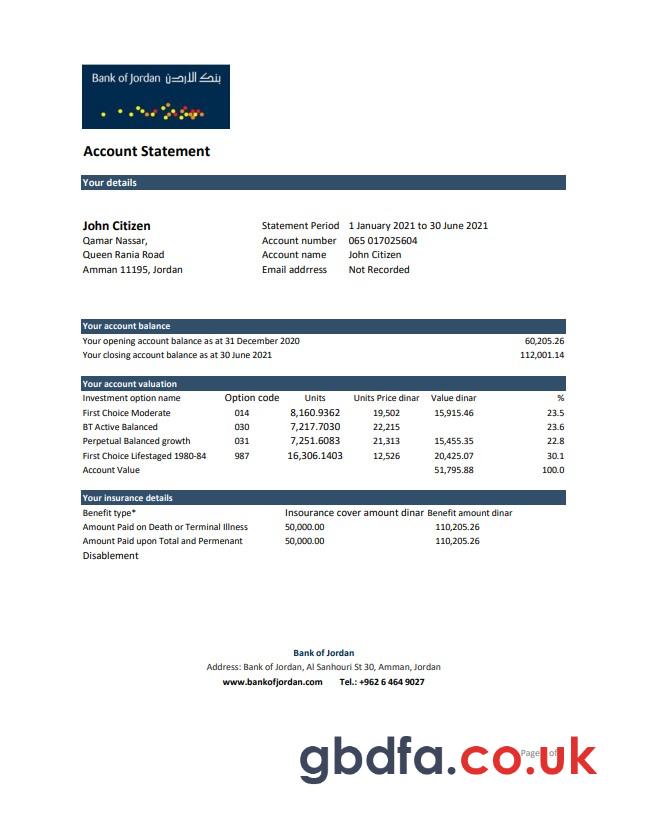 Bank of Jordan بنك الاردن
Account Statement
Your details
John Citizen
Qamar Nassar,
Queen Rania Road
Amman 11195, Jordan
Statement Period 1 January 2021 to 30 June 2021
Account number 065 017025604
Account name John Citizen
Email addrress Not Recorded
Your account balance
Your opening account balance as at 31 December 2020 60,205.26
Your closing account balance as at 30 June 2021 112,001.14
Your account valuation
Investment option name Option code Units Units Price dinar Value dinar %
First Choice Moderate 014 8,160.9362 19,502 15,915.46 23.5
BT Active Balanced 030 7,217.7030 22,215 23.6
Perpetual Balanced growth 031 7,251.6083 21,313 15,455.35 22.8
First Choice Lifestaged 1980-84 987 16,306.1403 12,526 20,425.07 30.1
Account Value 51,795.88 100.0
Your insurance details
Benefit type* Insourance cover amount dinar Benefit amount dinar
Amount Paid on Death or Terminal Illness 50,000.00 110,205.26
Amount Paid upon Total and Permenant 50,000.00 110,205.26
Disablement
Bank of Jordan
Address: Bank of Jordan, Al Sanhouri St 30, Amman, Jordan
www.bankofjordan.com Tel.: +962 6 464 9027
Page
gbdfa.co.uk